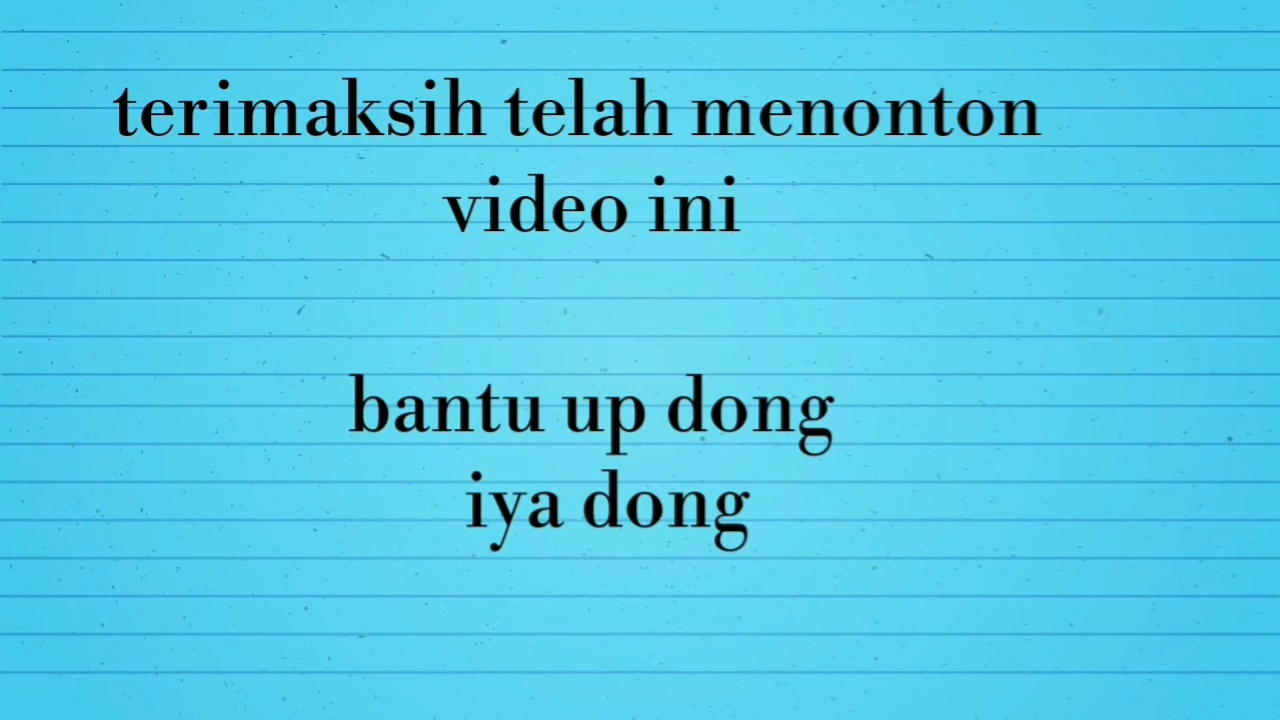 terimaksih telah menonton
video ini
bantu up dong
iya dong